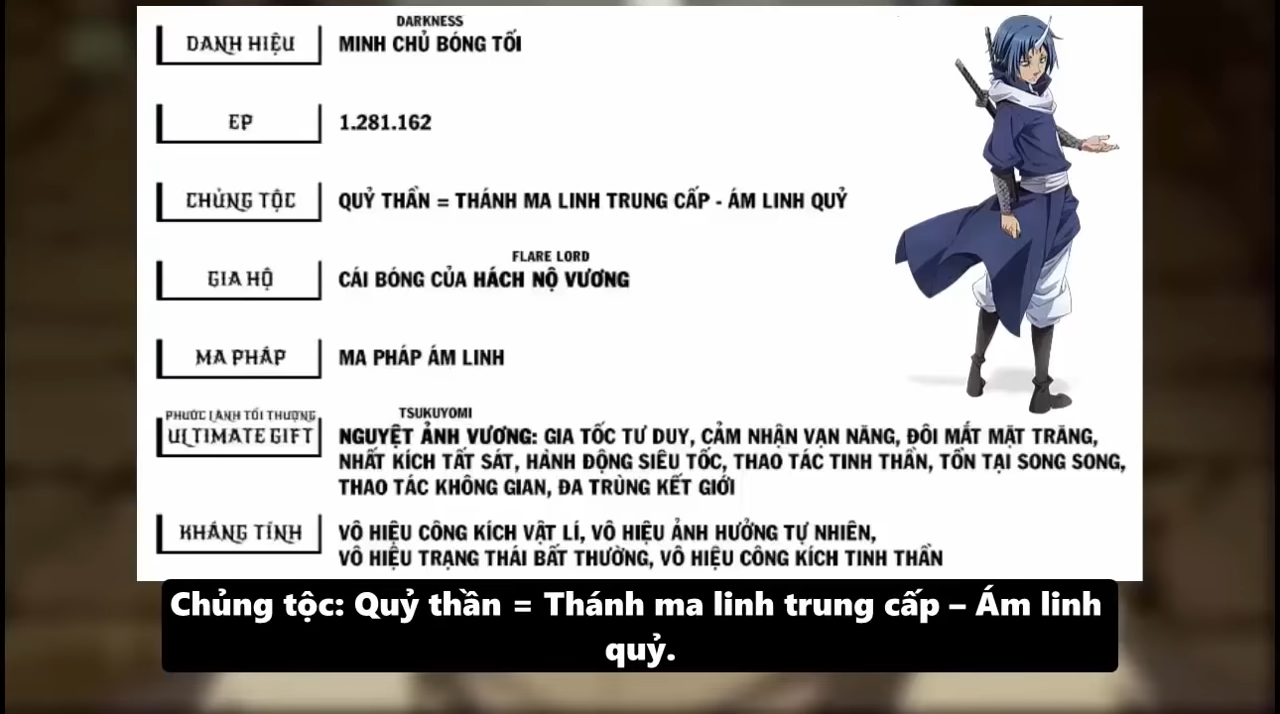 DANH HIỆU
DARKNESS
MINH CHỦ BÓNG TỐI
EP
1.281.162
CHỦNG TỘC
QUỶ THẦN = THÁNH MA LINH TRUNG CẤP - ÁM LINH QUỶ
GIA HỘ
FLARE LORD
CÁI BÓNG CỦA HÁCH NỘ VƯƠNG
MA PHÁP
MA PHÁP ÁM LINH
PHƯỚC LÀNH TỐI THƯỢNG
ULTIMATE GIFT
TSUKUYOMI
NGUYỆT ẢNH VƯƠNG: GIA TỐC TƯ DUY, CẢM NHẬN VẠN NĂNG, ĐÔI MẮT MẶT TRĂNG,
NHẤT KÍCH TẤT SÁT, HÀNH ĐỘNG SIÊU TỐC, THAO TÁC TINH THẦN, TỒN TẠI SONG SONG,
THAO TÁC KHÔNG GIAN, ĐA TRÙNG KẾT GIỚI
KHÁNG TÍNH
VÔ HIỆU CÔNG KÍCH VẬT LÍ, VÔ HIỆU ẢNH HƯỞNG TỰ NHIÊN,
VÔ HIỆU TRẠNG THÁI BẤT THƯỜNG, VÔ HIỆU CÔNG KÍCH TINH THẦN
Chủng tộc: Quỷ thần = Thánh ma linh trung cấp – Ám linh
quỷ.